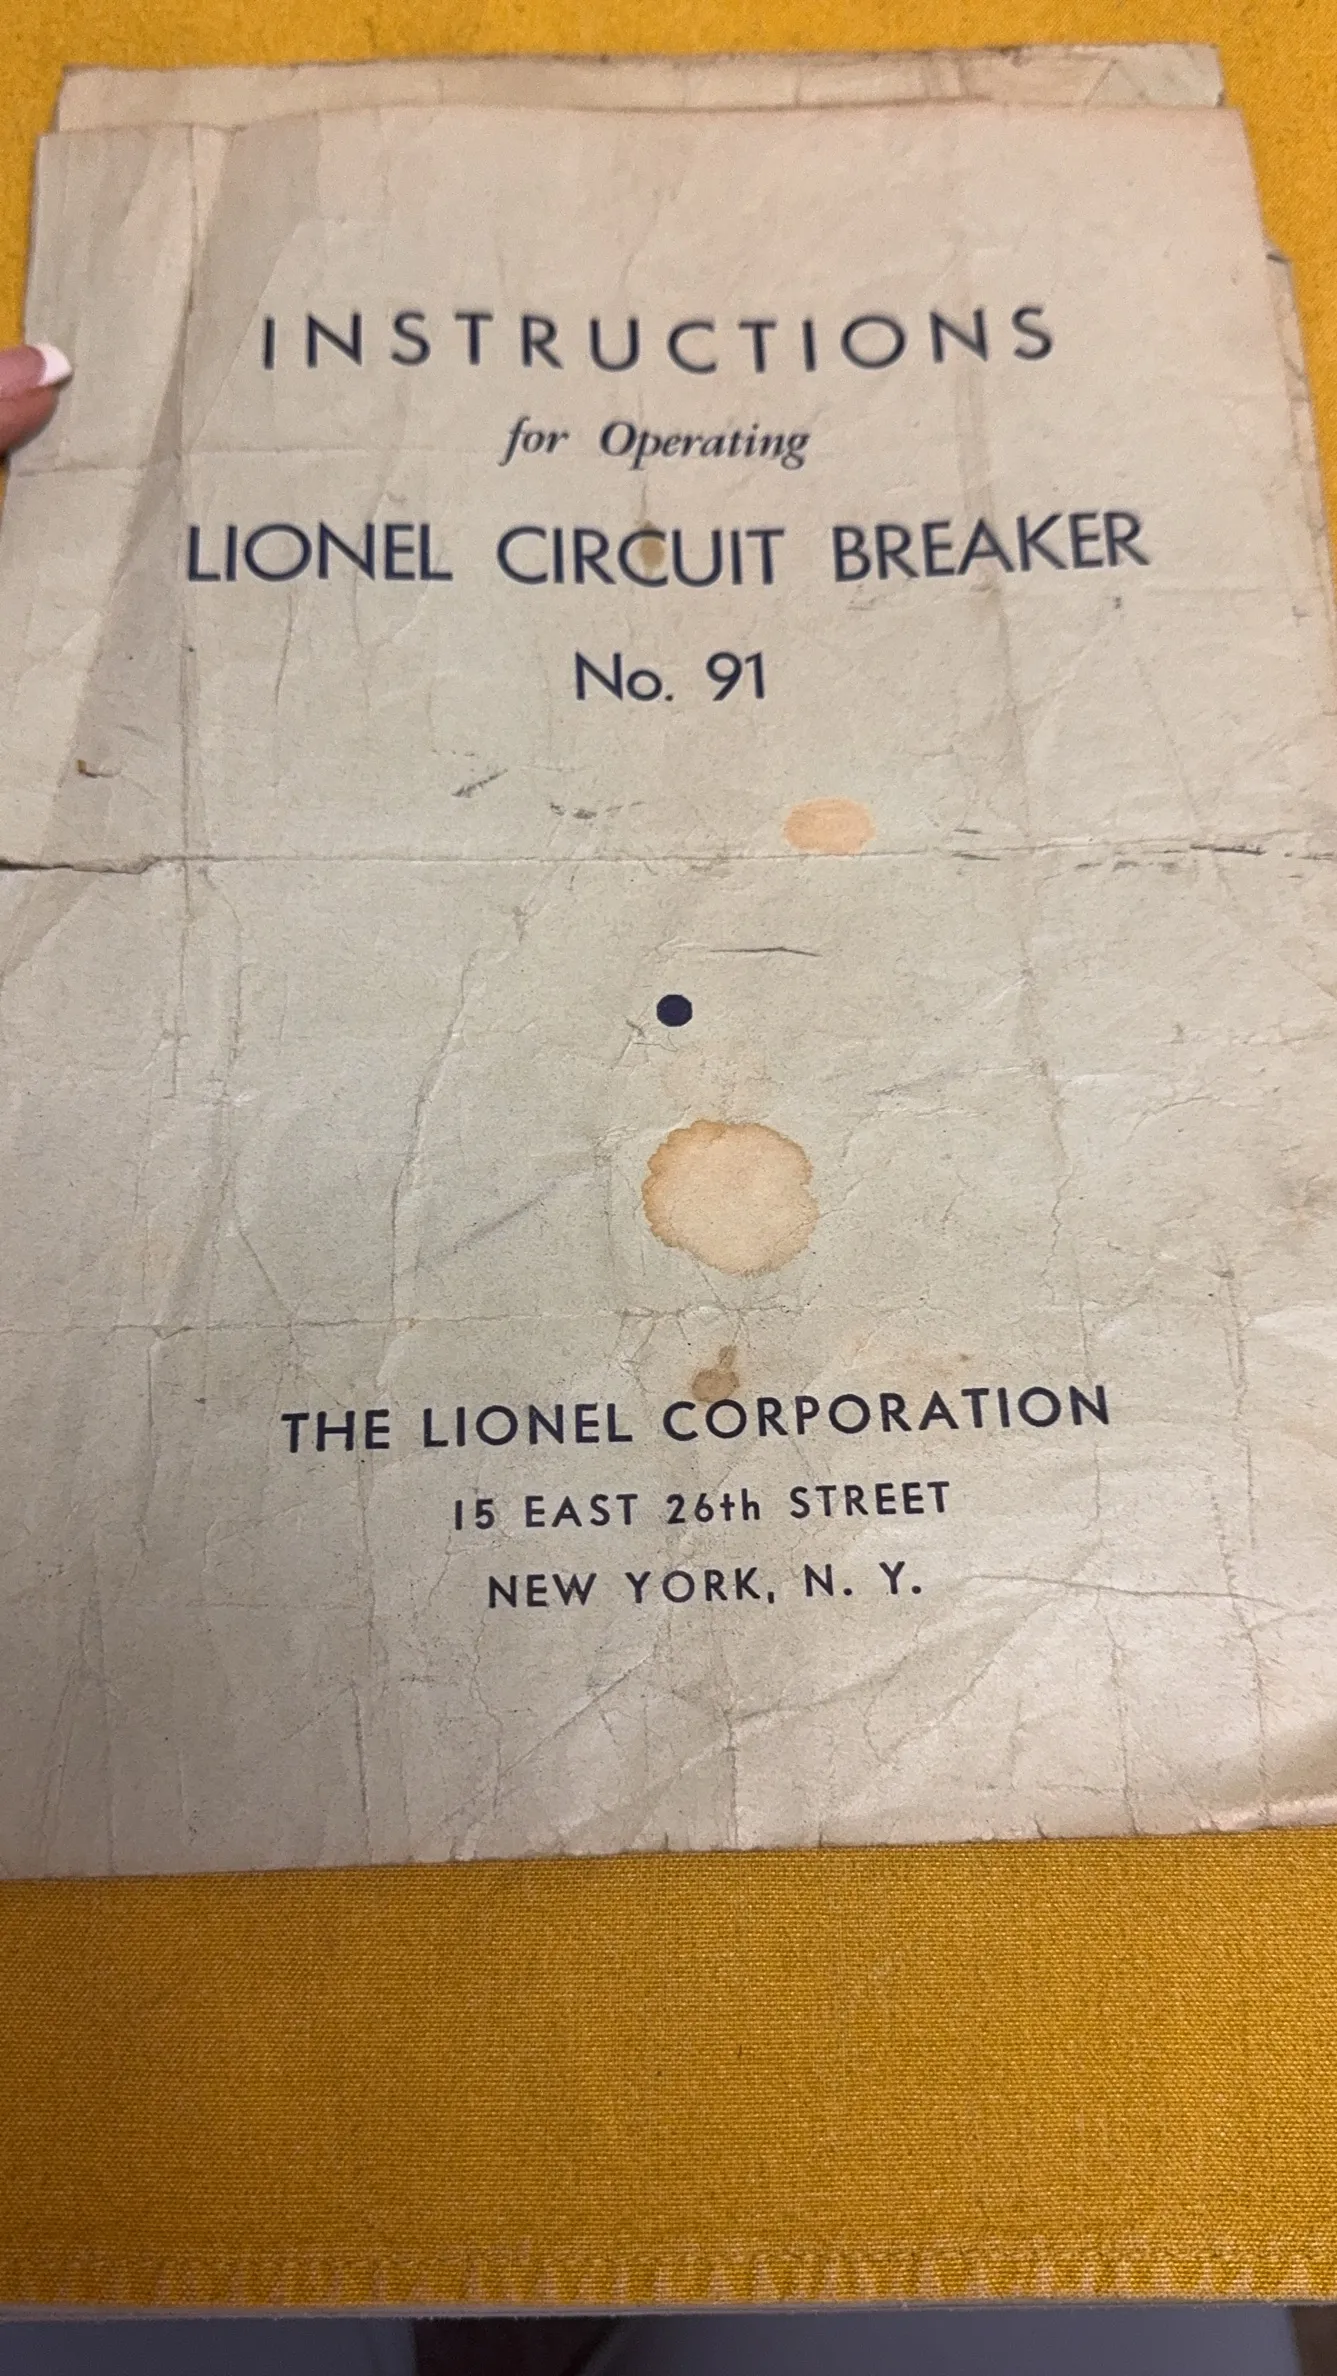 INSTRUCTIONS
for Operating
LIONEL CIRCUIT BREAKER
No. 91
THE LIONEL CORPORATION
15 EAST 26th STREET
NEW YORK, N. Y.